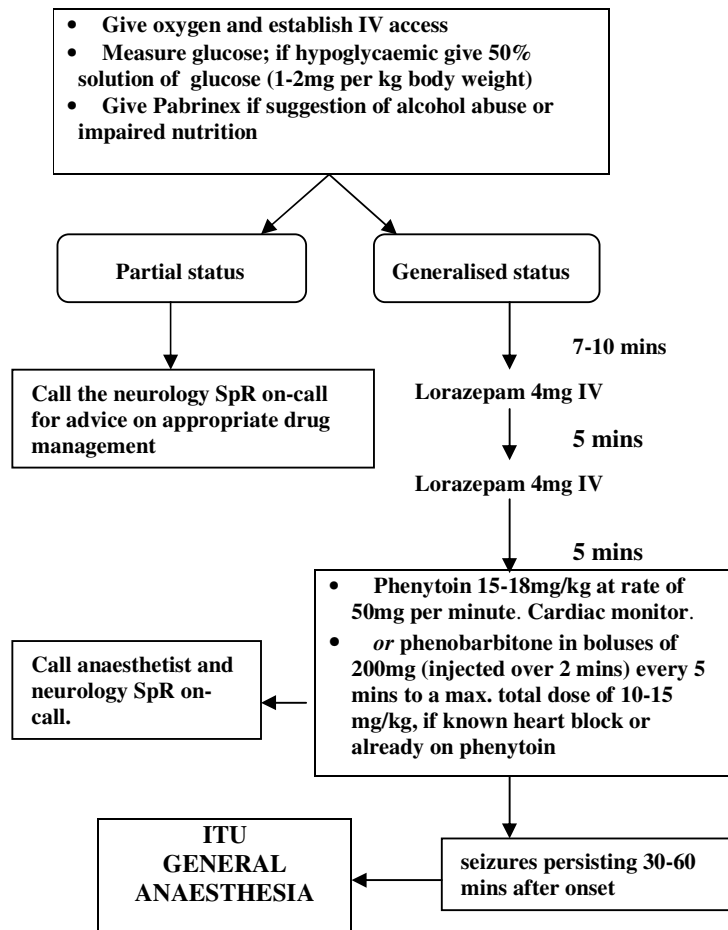 • Give oxygen and establish IV access
• Measure glucose; if hypoglycaemic give 50%
solution of glucose (1-2mg per kg body weight)
• Give Pabrinex if suggestion of alcohol abuse or
impaired nutrition
Partial status
Generalised status
7-10 mins
Call the neurology SpR on-call
for advice on appropriate drug
management
Lorazepam 4mg IV
5 mins
Lorazepam 4mg IV
5 mins
• Phenytoin 15-18mg/kg at rate of
50mg per minute. Cardiac monitor.
• or phenobarbitone in boluses of
200mg (injected over 2 mins) every 5
mins to a max. total dose of 10-15
mg/kg, if known heart block or
already on phenytoin
Call anaesthetist and
neurology SpR on-
call.
seizures persisting 30-60
mins after onset
ITU
GENERAL
ANAESTHESIA